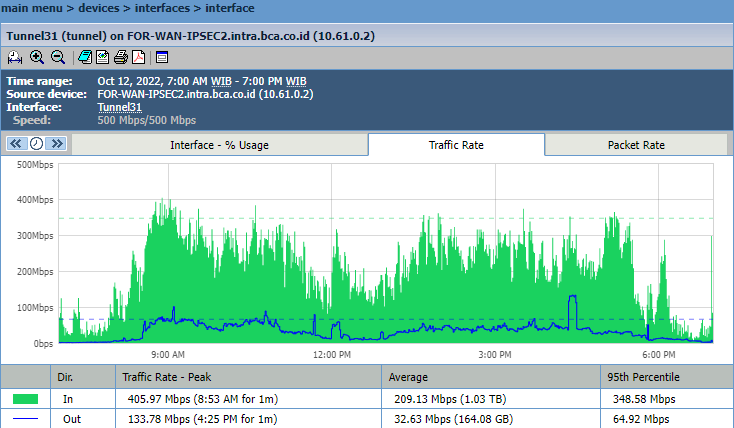 main menu > devices > interfaces > interface
Tunnel31 (tunnel) on FOR-WAN-IPSEC2.intra.bca.co.id (10.61.0.2)
Time range: Oct 12, 2022, 7:00 AM WIB - 7:00 PM WIB
Source device: FOR-WAN-IPSEC2.intra.bca.co.id (10.61.0.2)
Interface: Tunnel31
Speed: 500 Mbps/500 Mbps
Interface - % Usage Traffic Rate Packet Rate
500Mbps
400Mbps
300Mbps
200Mbps
100Mbps
0bps
9:00 AM 12:00 PM 3:00 PM 6:00 PM
Dir. Traffic Rate - Peak Average 95th Percentile
In 405.97 Mbps (8:53 AM for 1m) 209.13 Mbps (1.03 TB) 348.58 Mbps
Out 133.78 Mbps (4:25 PM for 1m) 32.63 Mbps (164.08 GB) 64.92 Mbps